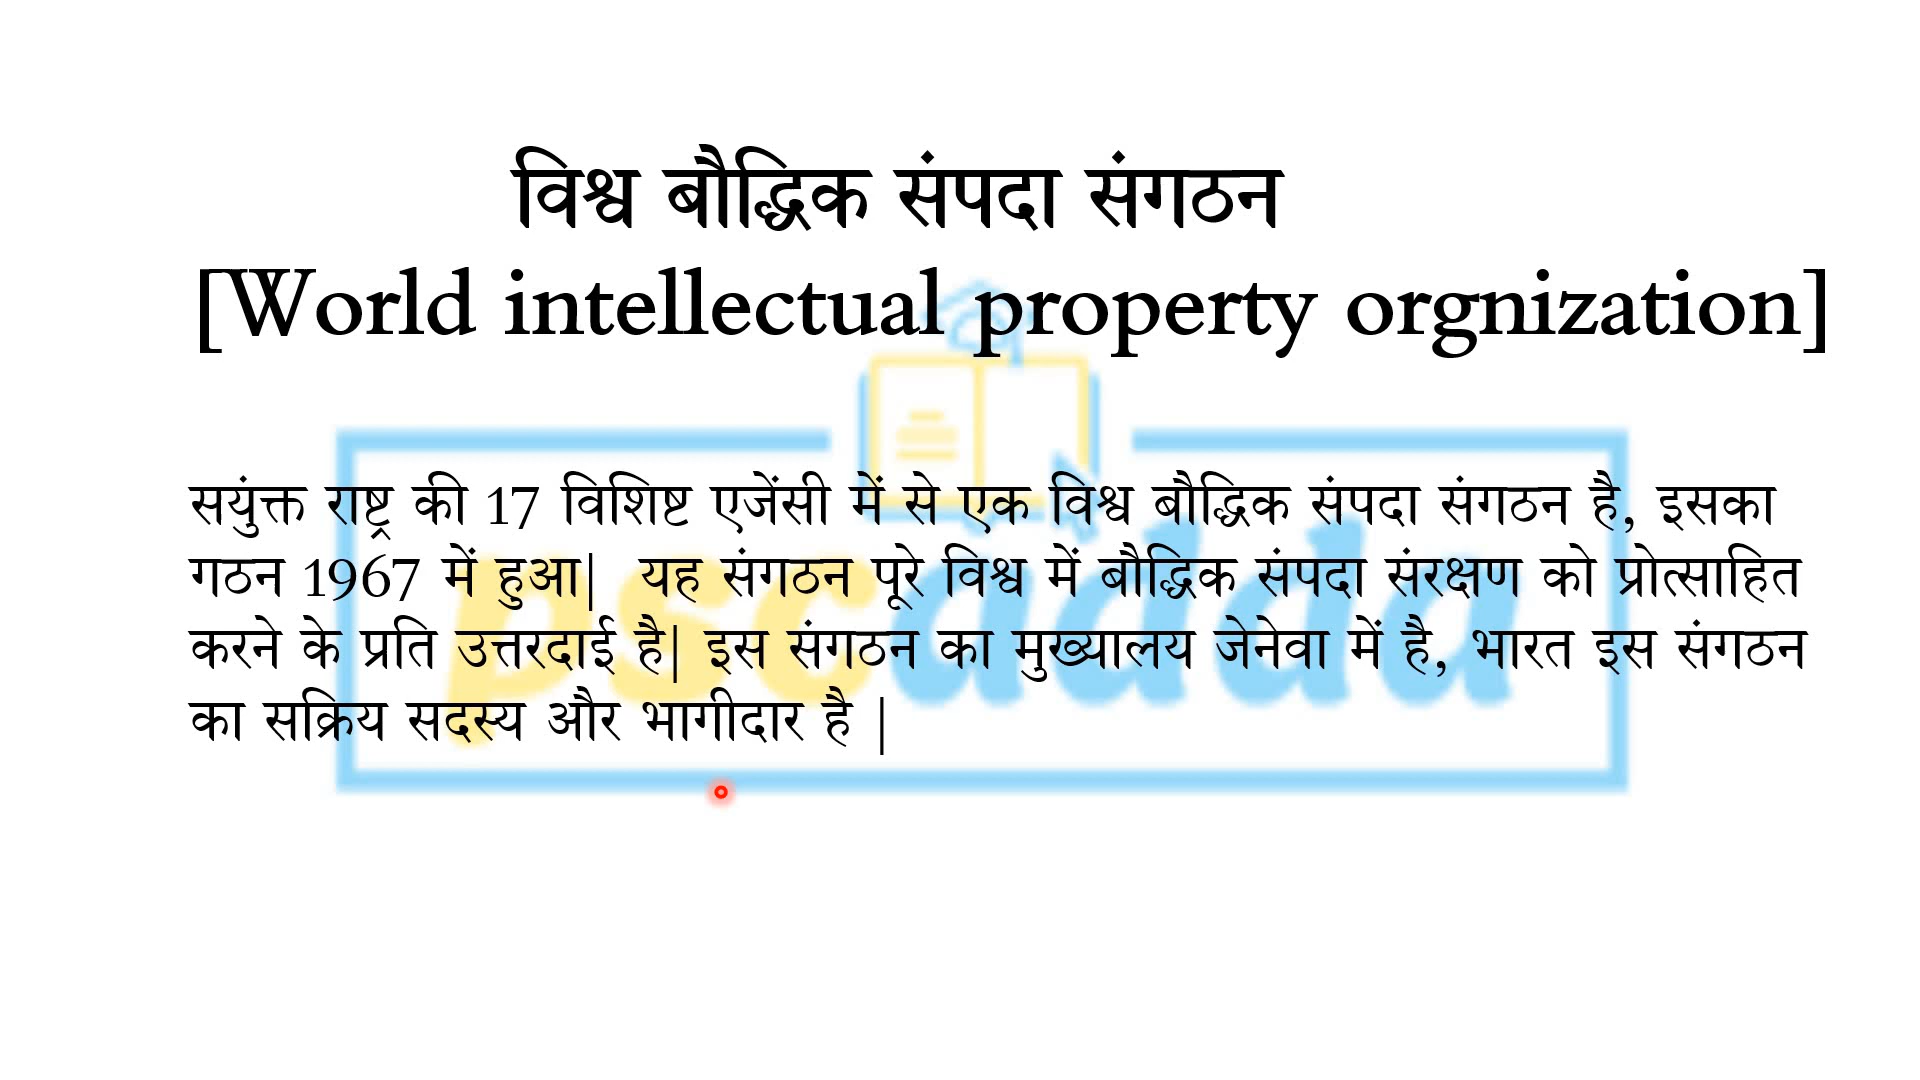 विश्व बौद्धिक संपदा संगठन
[World intellectual property orgnization]
सयुंक्त राष्ट्र की 17 विशिष्ट एजेंसी में से एक विश्व बौद्धिक संपदा संगठन है, इसका
गठन 1967 में हुआ| यह संगठन पूरे विश्व में बौद्धिक संपदा संरक्षण को प्रोत्साहित
करने के प्रति उत्तरदाई है| इस संगठन का मुख्यालय जेनेवा में है, भारत इस संगठन
का सक्रिय सदस्य और भागीदार है |
pscadda